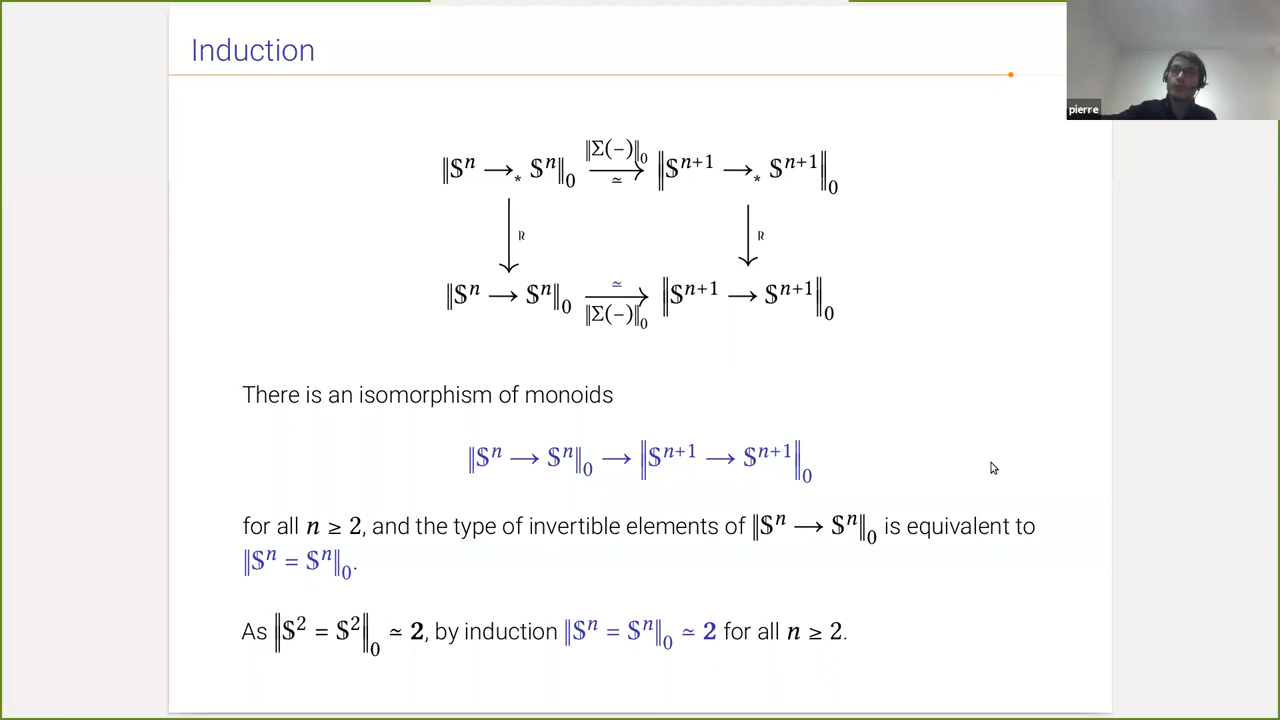 Induction
pierre
‖Σ(−)‖₀
‖𝕊ⁿ ⟶* 𝕊ⁿ‖₀ ⟶ ‖𝕊ⁿ⁺¹ ⟶* 𝕊ⁿ⁺¹‖₀
≃
≀ ≀
≃
‖𝕊ⁿ ⟶ 𝕊ⁿ‖₀ ⟶ ‖𝕊ⁿ⁺¹ ⟶ 𝕊ⁿ⁺¹‖₀
‖Σ(−)‖₀
There is an isomorphism of monoids
‖𝕊ⁿ ⟶ 𝕊ⁿ‖₀ ⟶ ‖𝕊ⁿ⁺¹ ⟶ 𝕊ⁿ⁺¹‖₀
for all n ≥ 2, and the type of invertible elements of ‖𝕊ⁿ ⟶ 𝕊ⁿ‖₀ is equivalent to
‖𝕊ⁿ = 𝕊ⁿ‖₀.
As ‖𝕊² = 𝕊²‖₀ ≃ 2, by induction ‖𝕊ⁿ = 𝕊ⁿ‖₀ ≃ 2 for all n ≥ 2.